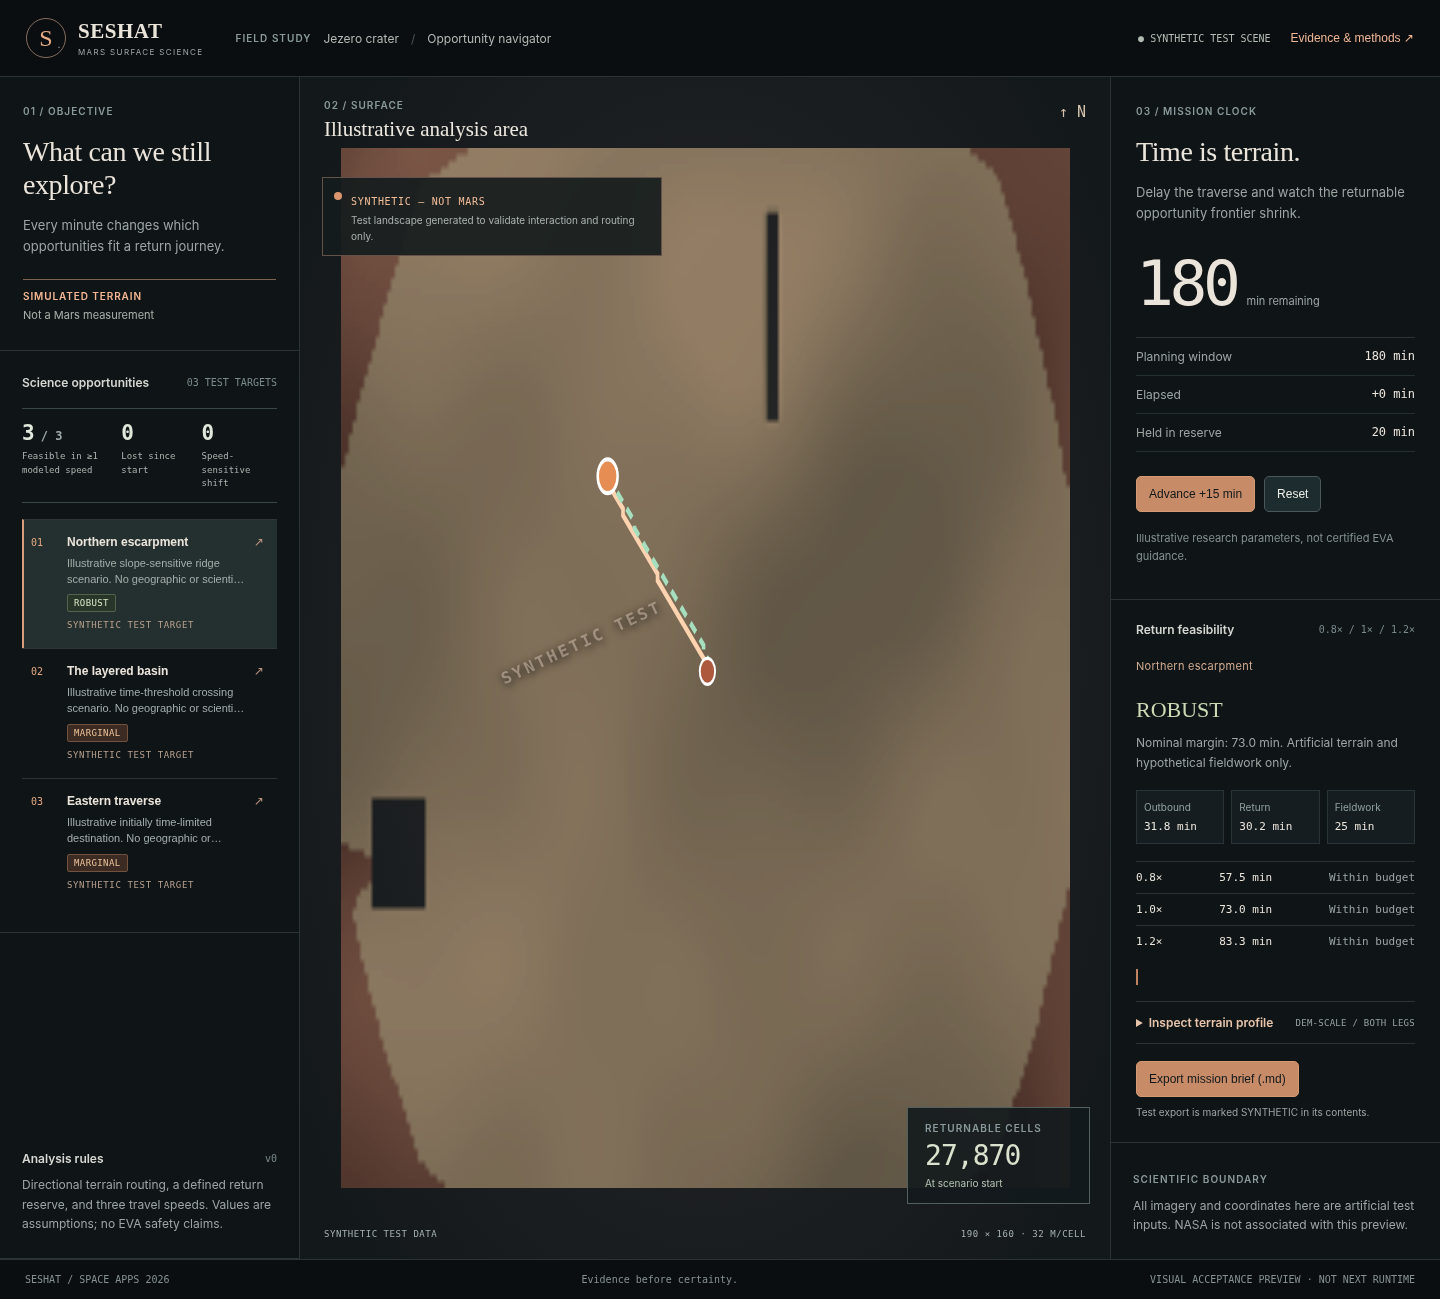 S
SESHAT
MARS SURFACE SCIENCE
FIELD STUDY Jezero crater / Opportunity navigator
SYNTHETIC TEST SCENE
Evidence & methods ↗
01 / OBJECTIVE
What can we still
explore?
Every minute changes which
opportunities fit a return journey.
SIMULATED TERRAIN
Not a Mars measurement
Science opportunities 03 TEST TARGETS
3 / 3
Feasible in ≥1
modeled speed
0
Lost since
start
0
Speed-
sensitive
shift
01 Northern escarpment ↗
Illustrative slope-sensitive ridge
scenario. No geographic or scienti…
ROBUST
SYNTHETIC TEST TARGET
02 The layered basin ↗
Illustrative time-threshold crossing
scenario. No geographic or scienti…
MARGINAL
SYNTHETIC TEST TARGET
03 Eastern traverse ↗
Illustrative initially time-limited
destination. No geographic or…
MARGINAL
SYNTHETIC TEST TARGET
Analysis rules v0
Directional terrain routing, a defined return
reserve, and three travel speeds. Values are
assumptions; no EVA safety claims.
02 / SURFACE
Illustrative analysis area
↑ N
SYNTHETIC — NOT MARS
Test landscape generated to validate interaction and routing
only.
SYNTHETIC TEST
RETURNABLE CELLS
27,870
At scenario start
SYNTHETIC TEST DATA
190 × 160 · 32 M/CELL
03 / MISSION CLOCK
Time is terrain.
Delay the traverse and watch the returnable
opportunity frontier shrink.
180 min remaining
Planning window 180 min
Elapsed +0 min
Held in reserve 20 min
Advance +15 min
Reset
Illustrative research parameters, not certified EVA
guidance.
Return feasibility 0.8× / 1× / 1.2×
Northern escarpment
ROBUST
Nominal margin: 73.0 min. Artificial terrain and
hypothetical fieldwork only.
Outbound
31.8 min
Return
30.2 min
Fieldwork
25 min
0.8× 57.5 min Within budget
1.0× 73.0 min Within budget
1.2× 83.3 min Within budget
Inspect terrain profile DEM-SCALE / BOTH LEGS
Export mission brief (.md)
Test export is marked SYNTHETIC in its contents.
SCIENTIFIC BOUNDARY
All imagery and coordinates here are artificial test
inputs. NASA is not associated with this preview.
SESHAT / SPACE APPS 2026
Evidence before certainty.
VISUAL ACCEPTANCE PREVIEW · NOT NEXT RUNTIME